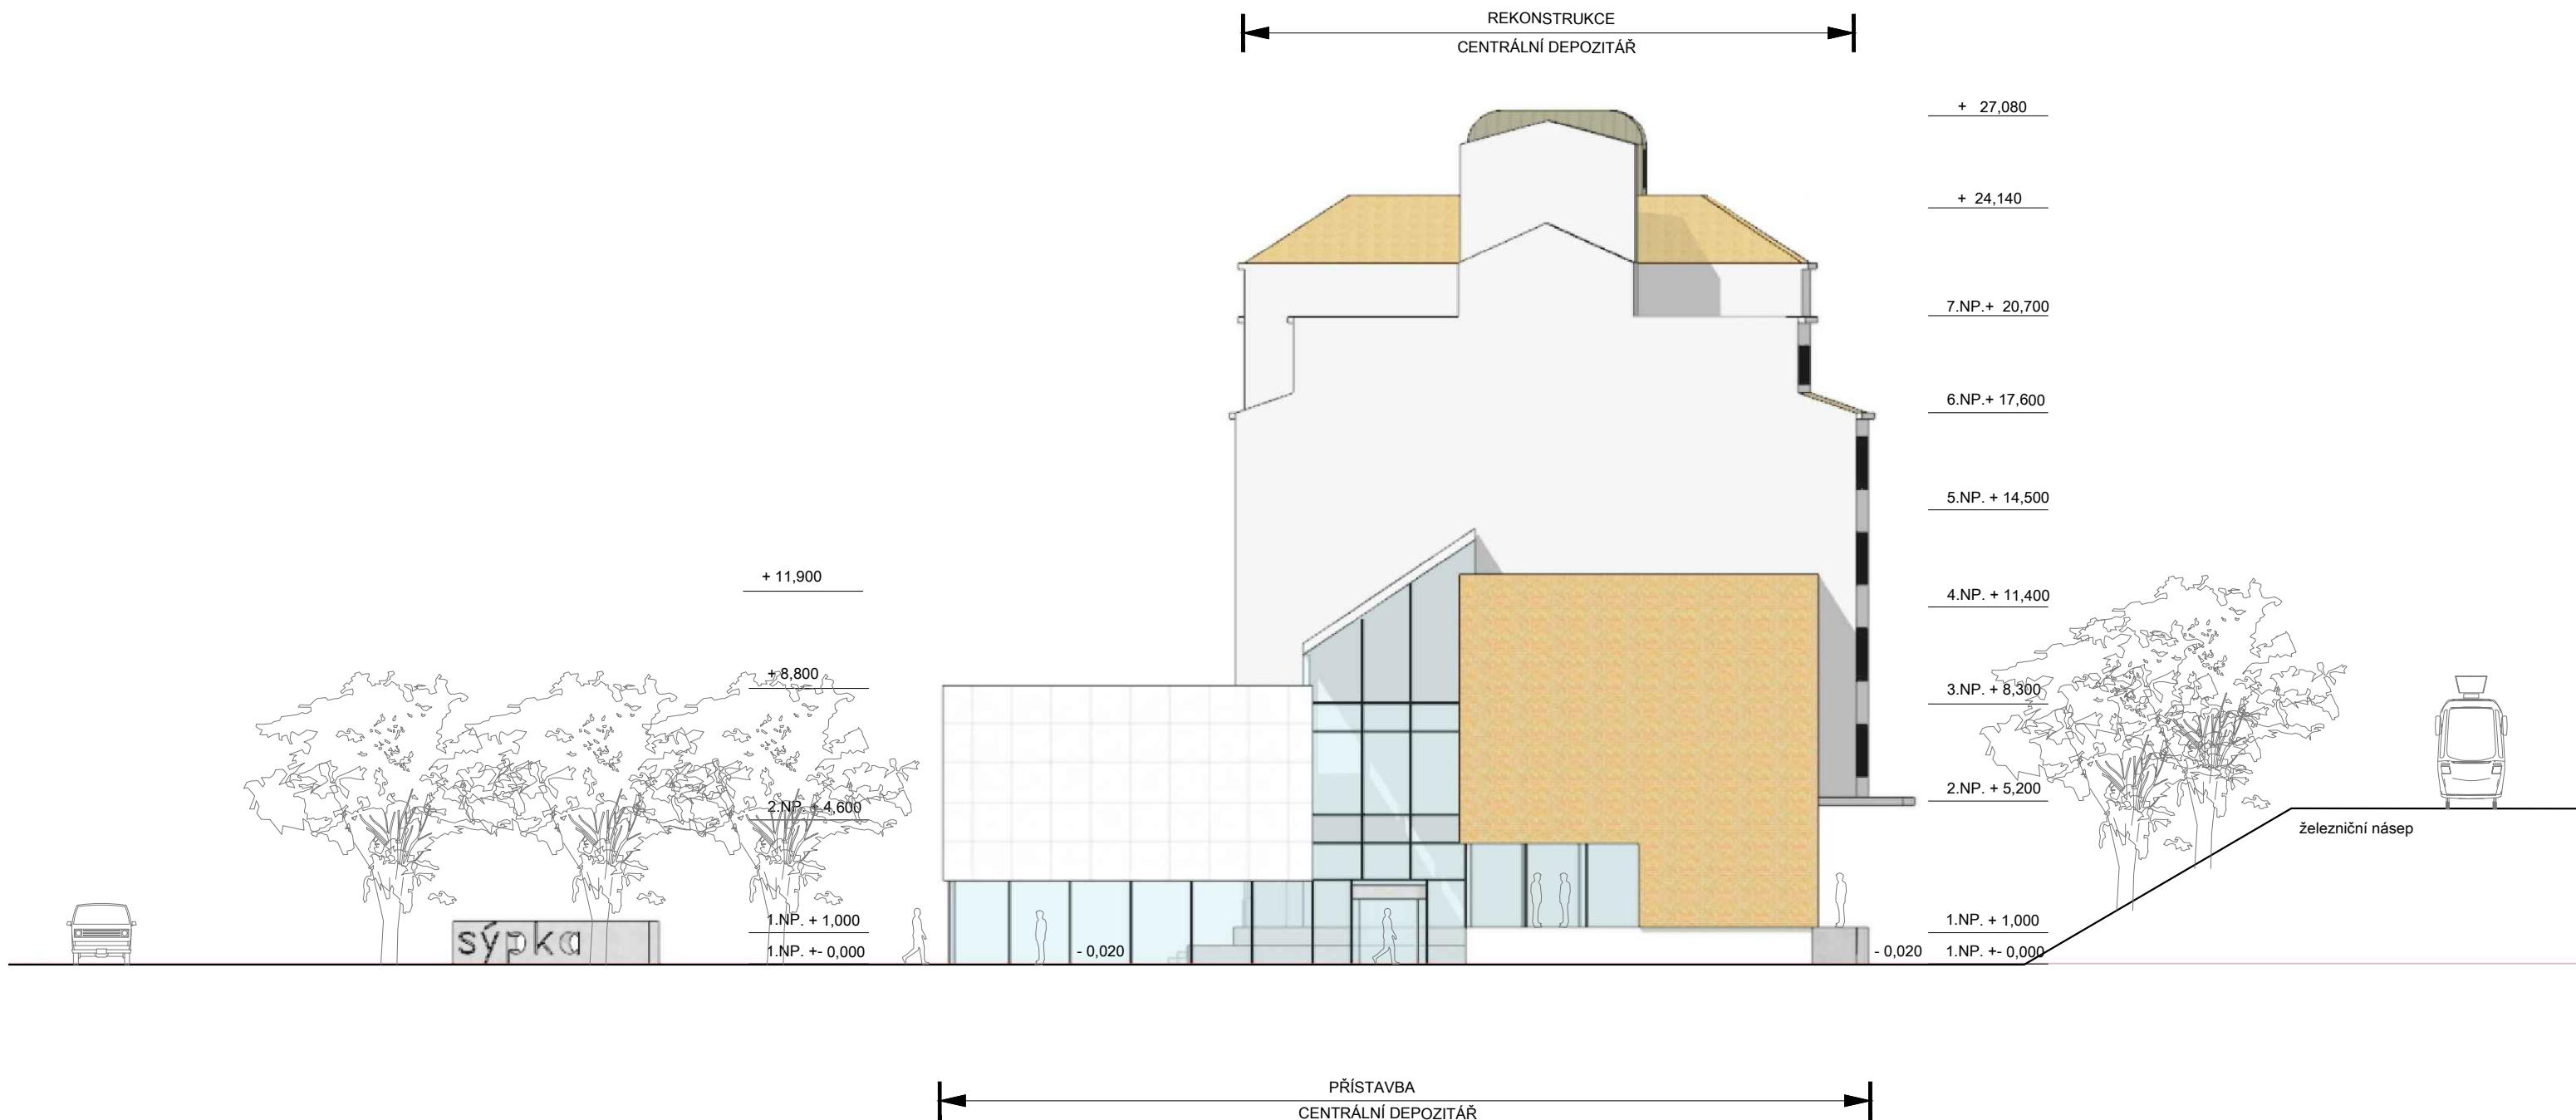 REKONSTRUKCE
CENTRÁLNÍ DEPOZITÁŘ
+ 27,080
+ 24,140
7.NP.+ 20,700
6.NP.+ 17,600
5.NP. + 14,500
+ 11,900
4.NP. + 11,400
+ 8,800
3.NP. + 8,300
2.NP. + 4,600
2.NP. + 5,200
železniční násep
1.NP. + 1,000
1.NP. + 1,000
sýpka
1.NP. +- 0,000
- 0,020
- 0,020
1.NP. +- 0,000
PŘÍSTAVBA
CENTRÁLNÍ DEPOZITÁŘ